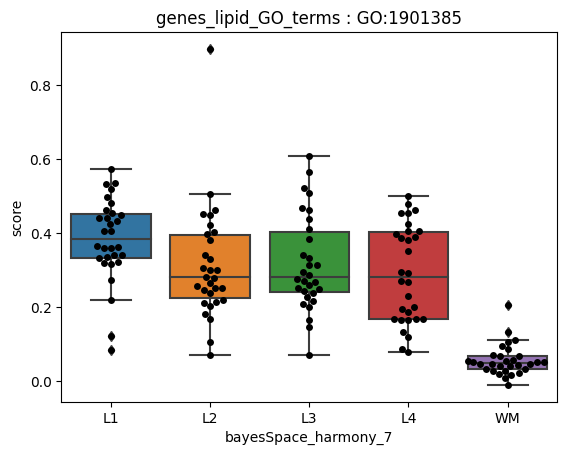 genes_lipid_GO_terms : GO:1901385
score
0.8
0.6
0.4
0.2
0.0
L1 L2 L3 L4 WM
bayesSpace_harmony_7